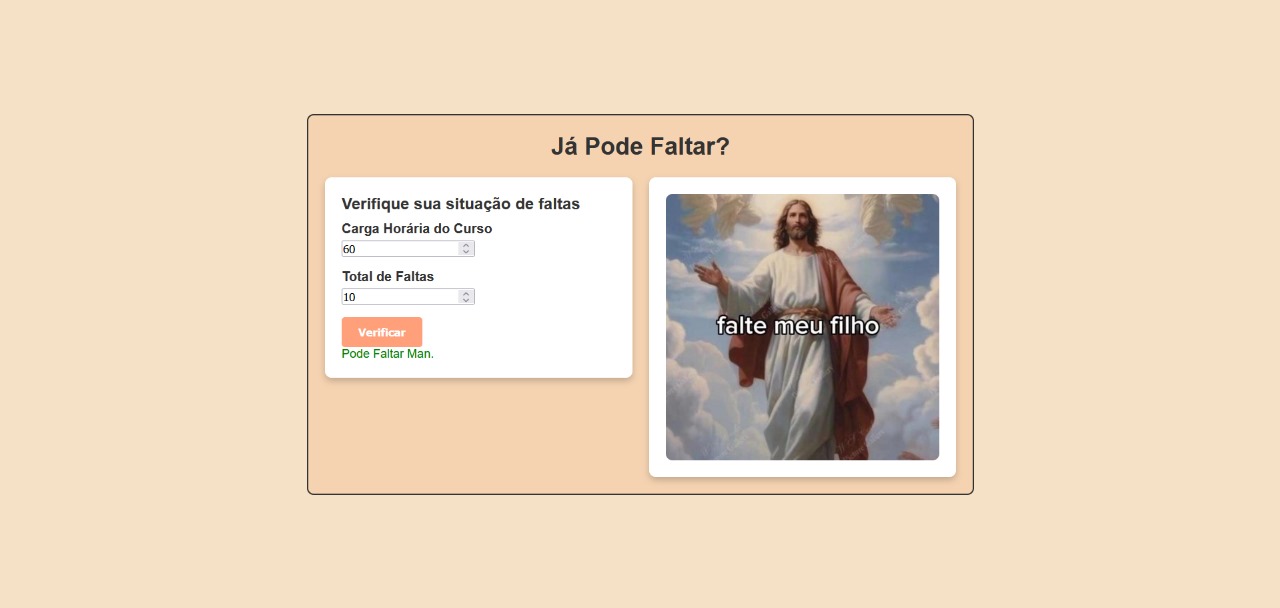 Já Pode Faltar?
Verifique sua situação de faltas
Carga Horária do Curso
60
Total de Faltas
10
Verificar
Pode Faltar Man.
falte meu filho